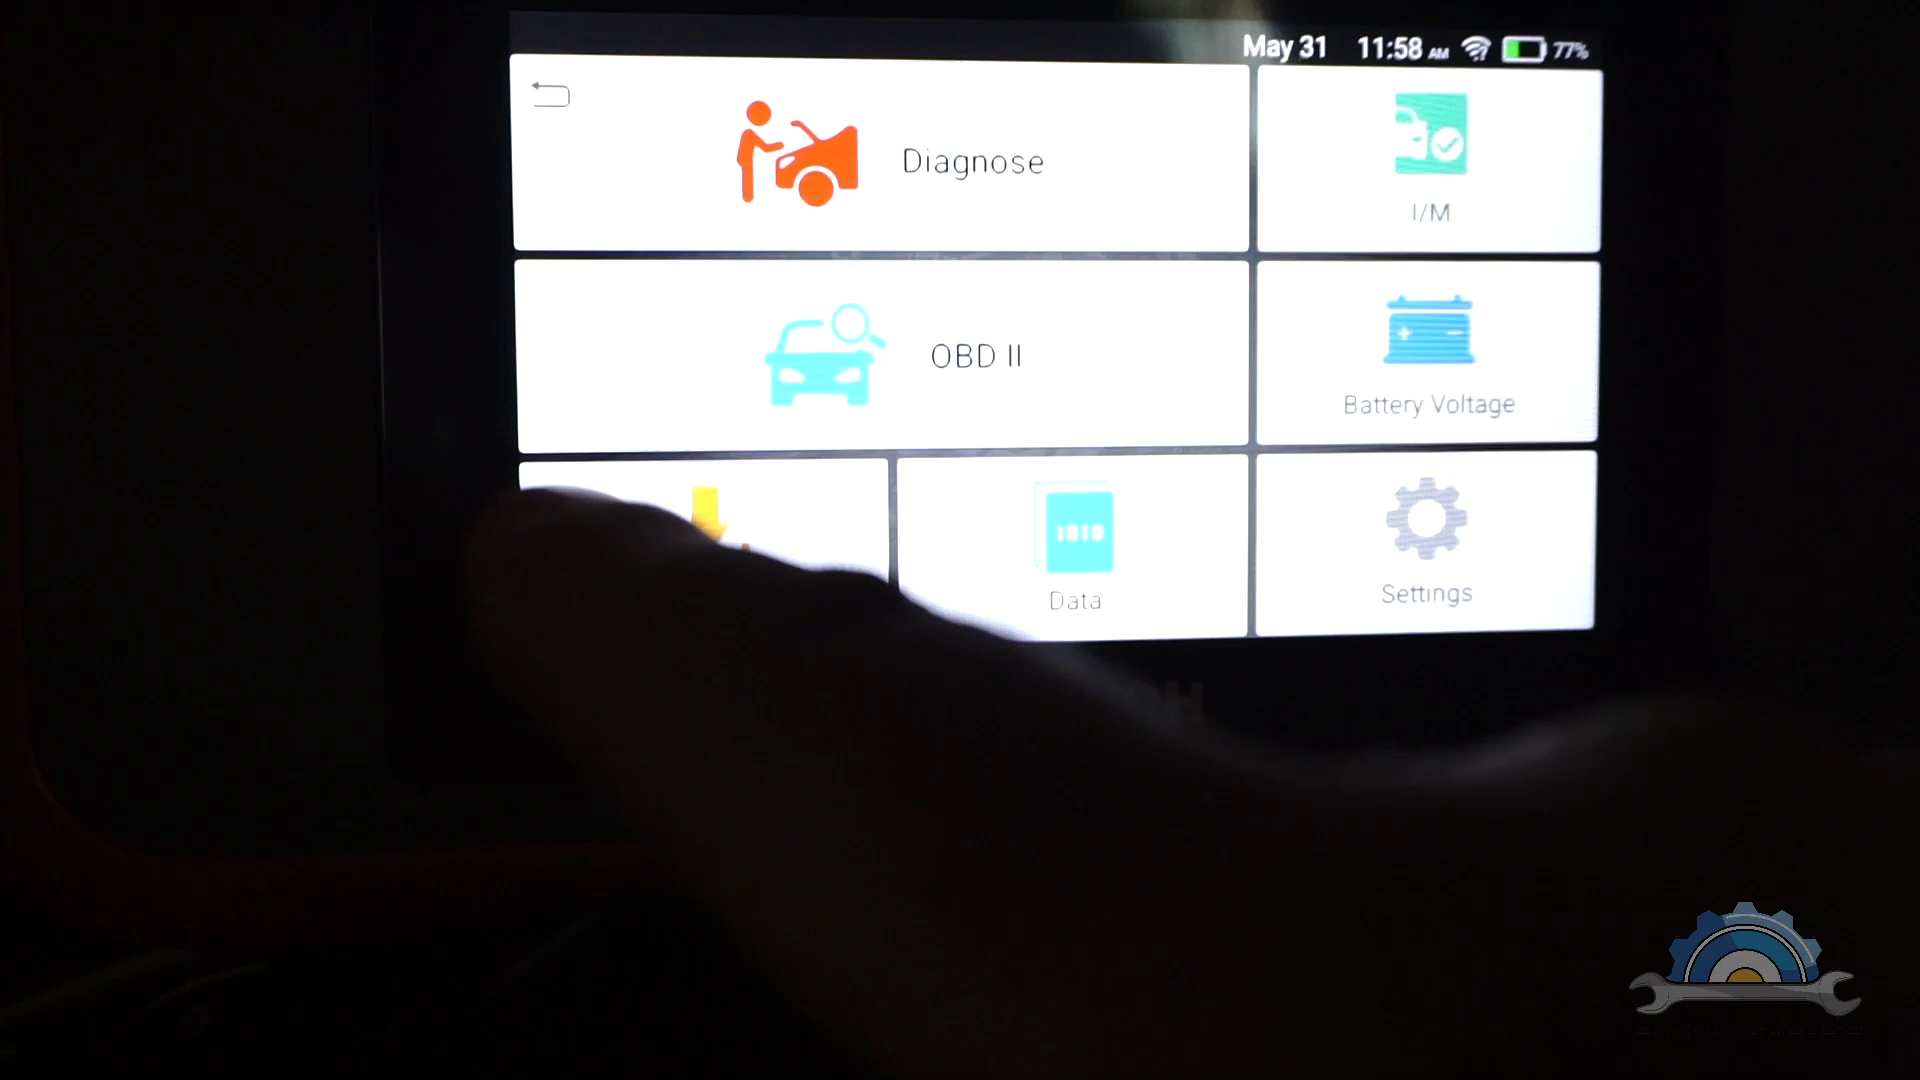 May 31 11:58 AM 77%
Diagnose
I/M
OBD II
Battery Voltage
1010
Data
Settings